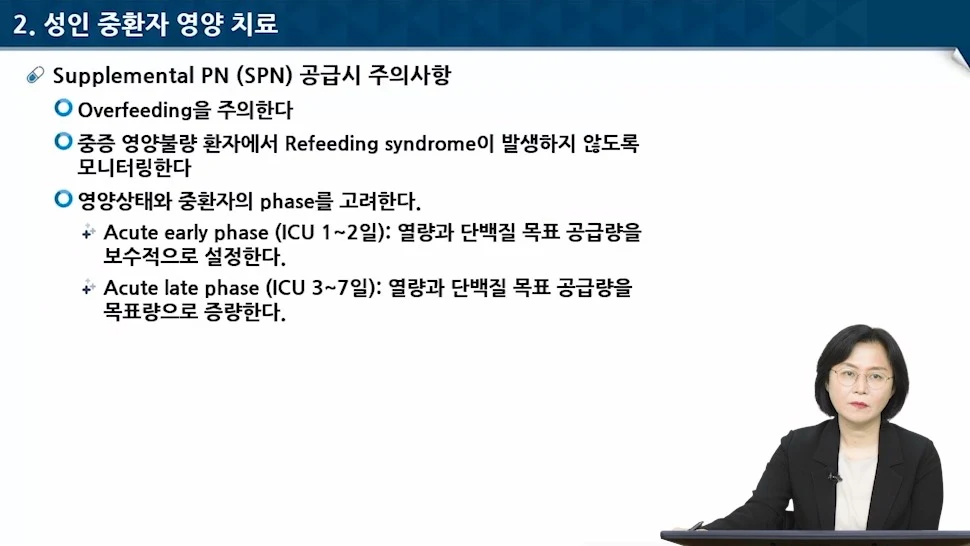 2. 성인 중환자 영양 치료
Supplemental PN (SPN) 공급시 주의사항
Overfeeding을 주의한다
중증 영양불량 환자에서 Refeeding syndrome이 발생하지 않도록
모니터링한다
영양상태와 중환자의 phase를 고려한다.
Acute early phase (ICU 1~2일): 열량과 단백질 목표 공급량을
보수적으로 설정한다.
Acute late phase (ICU 3~7일): 열량과 단백질 목표 공급량을
목표량으로 증량한다.